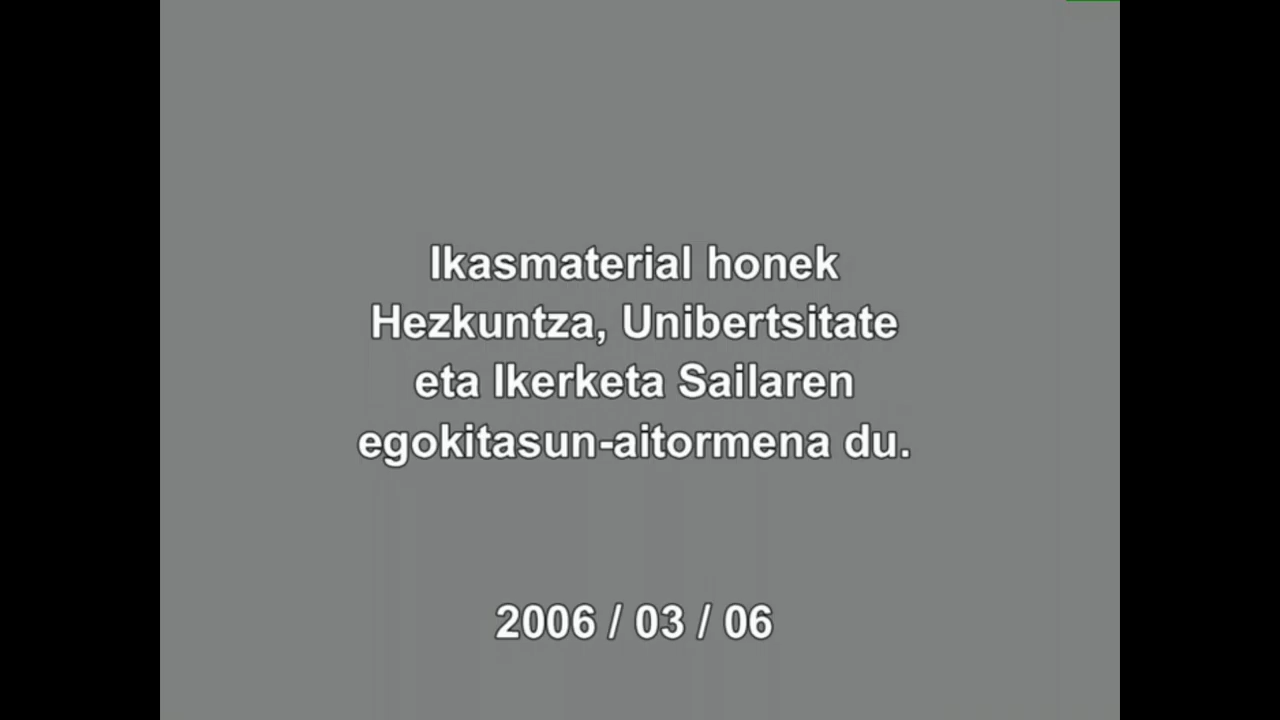 Ikasmaterial honek
Hezkuntza, Unibertsitate
eta Ikerketa Sailaren
egokitasun-aitormena du.
2006 / 03 / 06